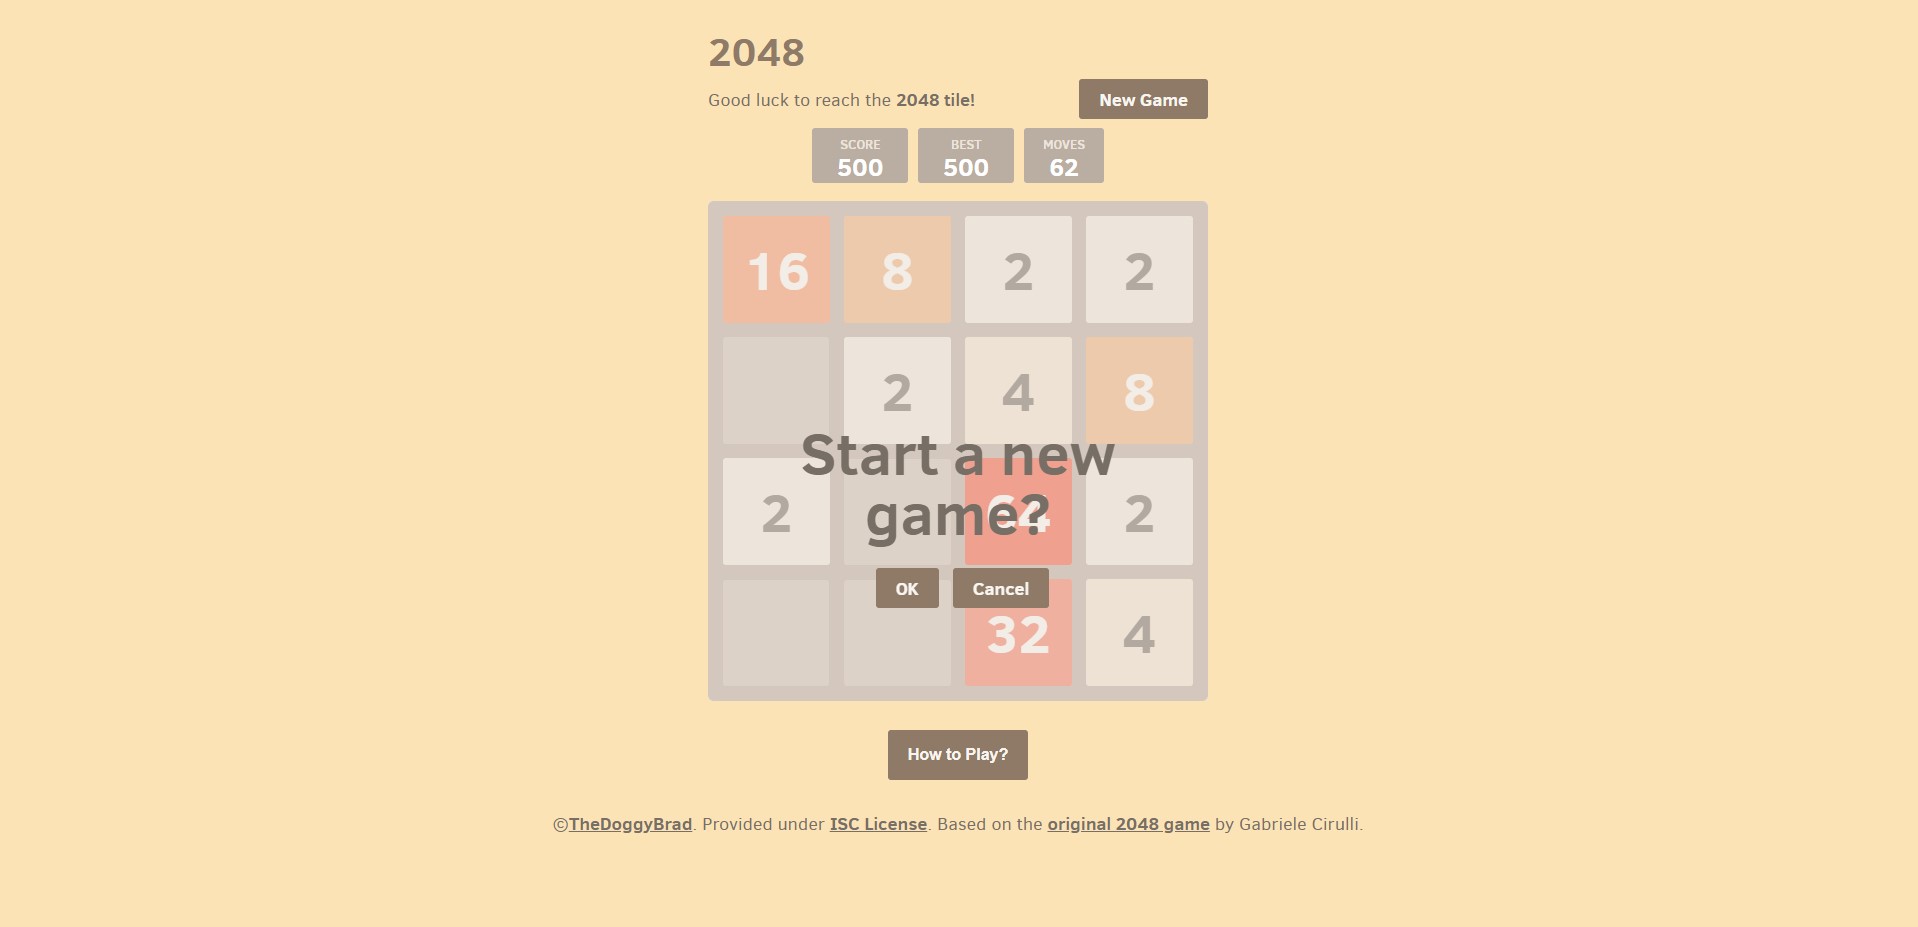 2048
Good luck to reach the 2048 tile!
New Game
SCORE
500
BEST
500
MOVES
62
16 8 2 2
2 4 8
Start a new
game?
2 64 2
OK Cancel
32 4
How to Play?
©TheDoggyBrad. Provided under ISC License. Based on the original 2048 game by Gabriele Cirulli.